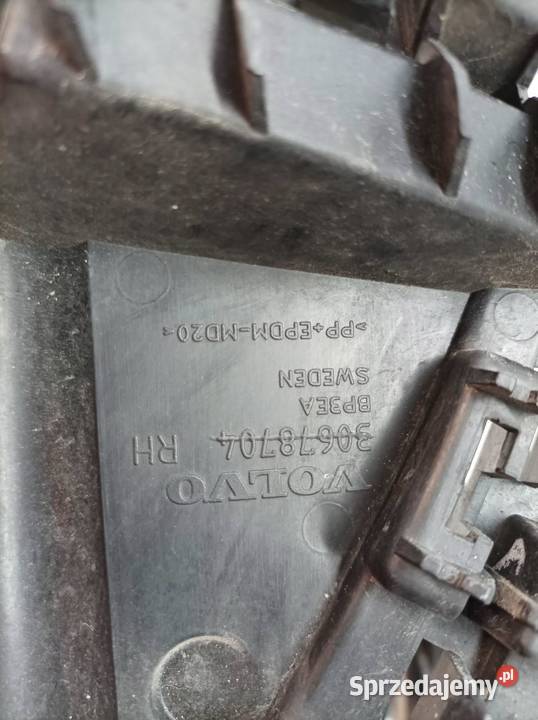 VOLVO
30678704 RH
BP3EA
SWEDEN
>PP+EPDM-MD20<
Sprzedajemy.pl